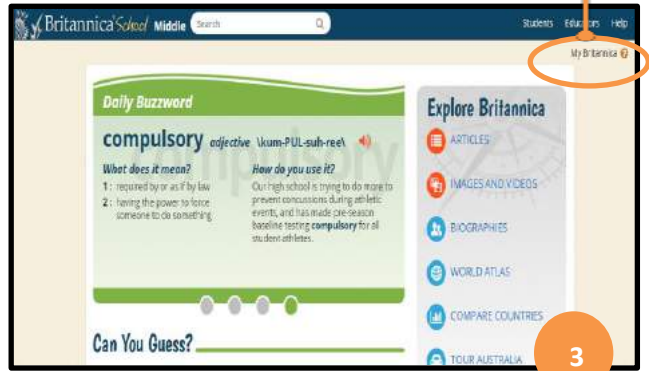 Britannica School Middle Search Students Educators Help
My Britannica
Daily Buzzword
compulsory adjective \kum-PUL-suh-ree\
What does it mean?
1 : required by or as if by law
2 : having the power to force
someone to do something
How do you use it?
Our high school is trying to do more to
prevent concussions during athletic
events, and has made pre-season
baseline testing compulsory for all
student athletes.
Can You Guess?
Explore Britannica
ARTICLES
IMAGES AND VIDEOS
BIOGRAPHIES
WORLD ATLAS
COMPARE COUNTRIES
TOUR AUSTRALIA
3